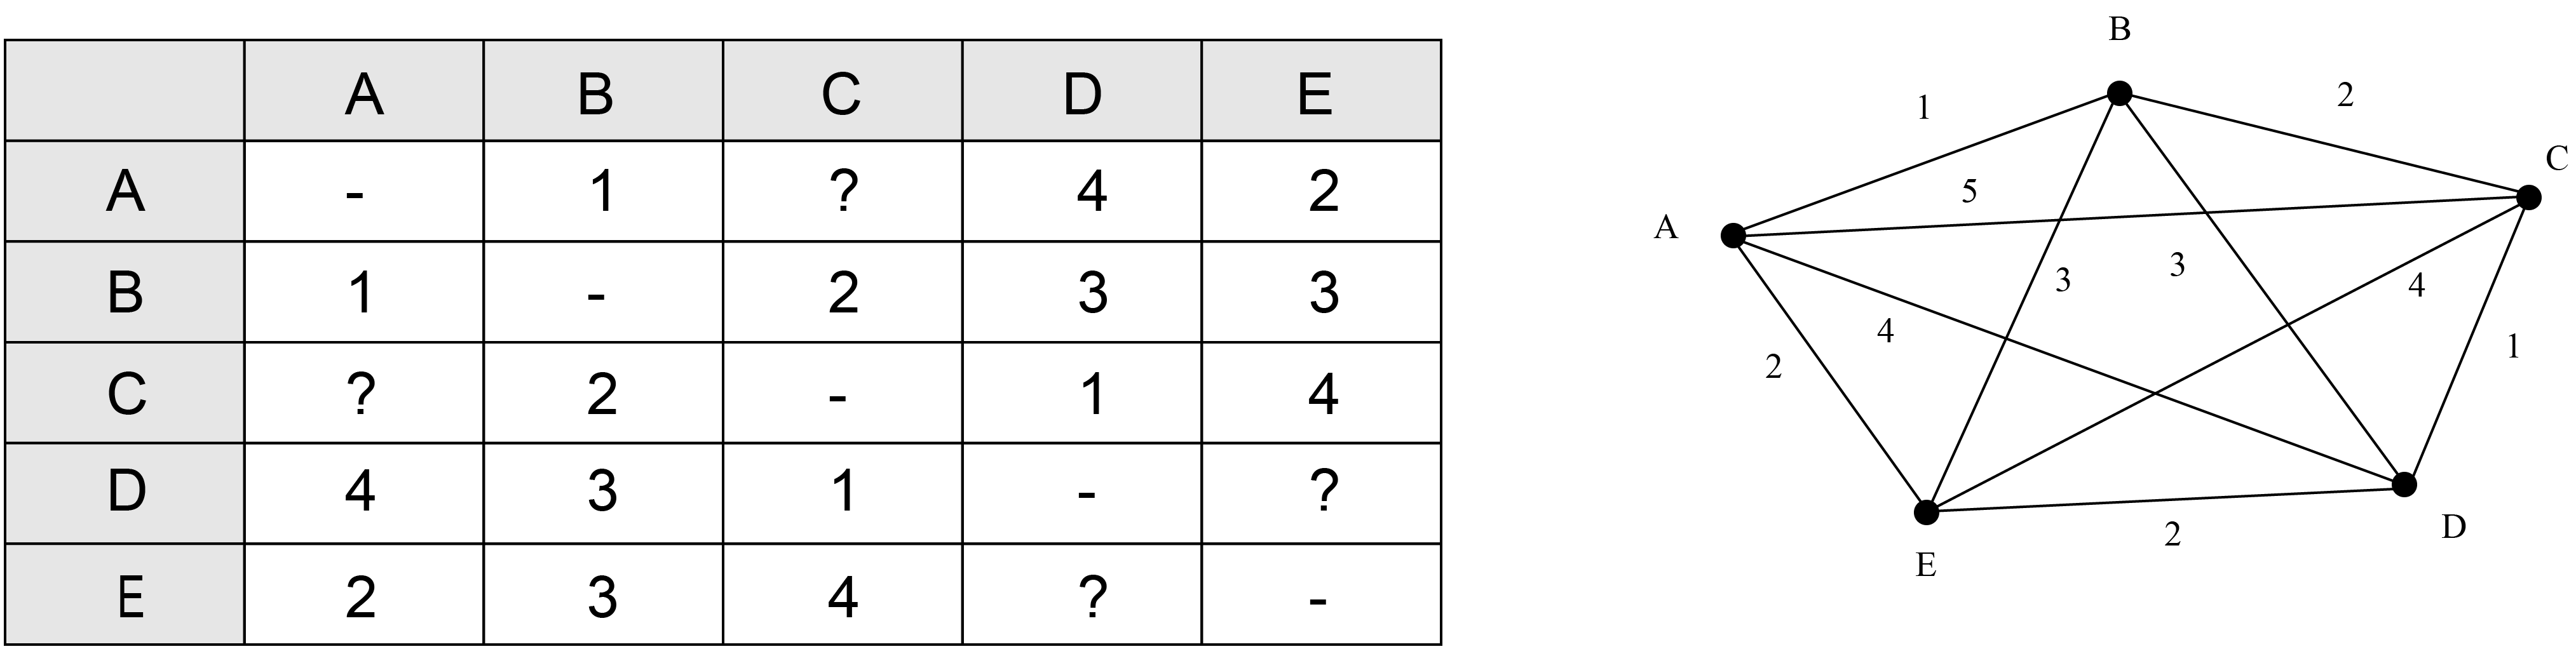 A B C D E
A - 1 ? 4 2
B 1 - 2 3 3
C ? 2 - 1 4
D 4 3 1 - ?
E 2 3 4 ? -
B
1
2
C
5
A
3
3
4
4
2
1
2
D
E